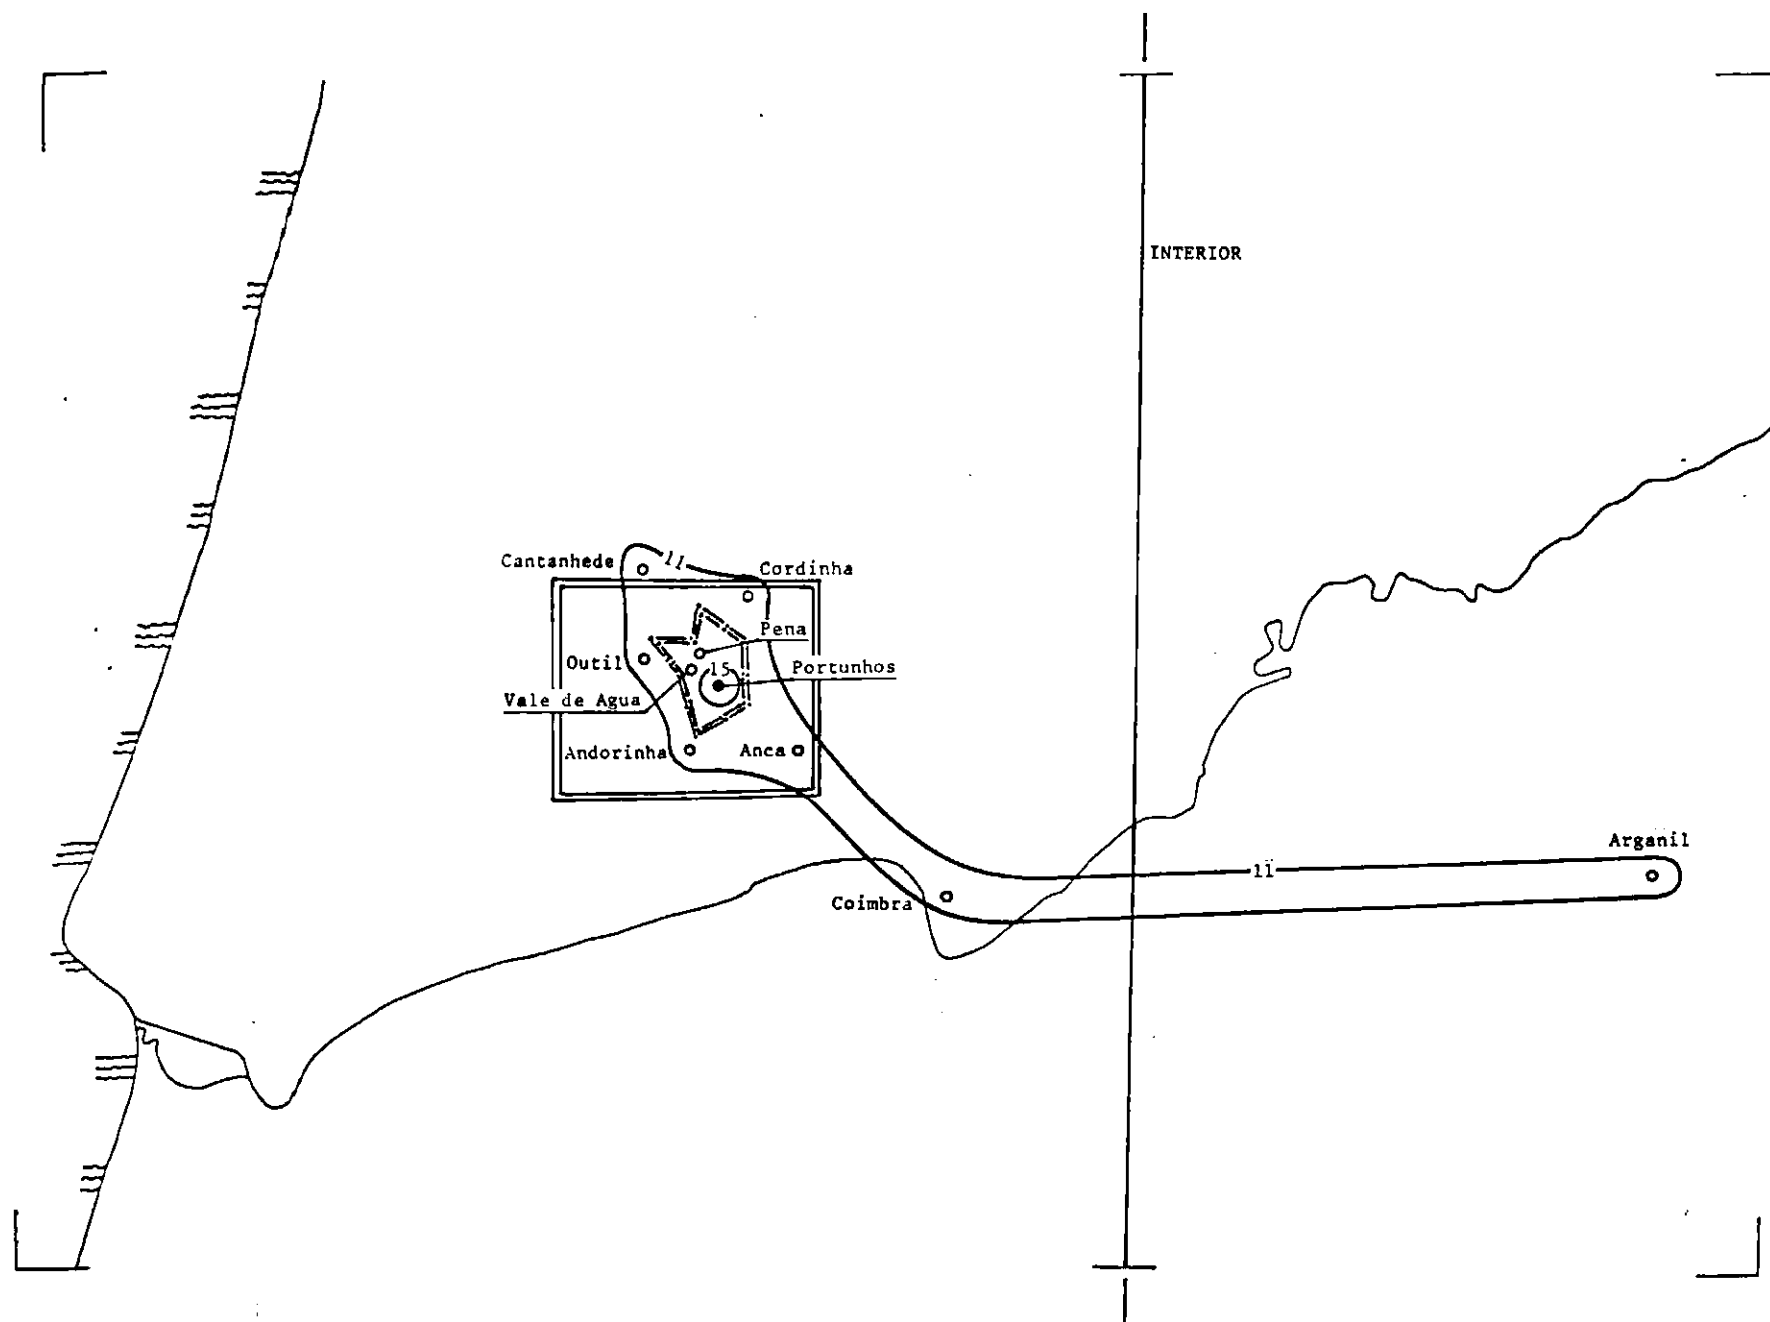 INTERIOR
Cantanhede
11
Cordinha
Pena
Outil
15
Portunhos
Vale de Agua
Andorinha
Anca
Arganil
11
Coimbra